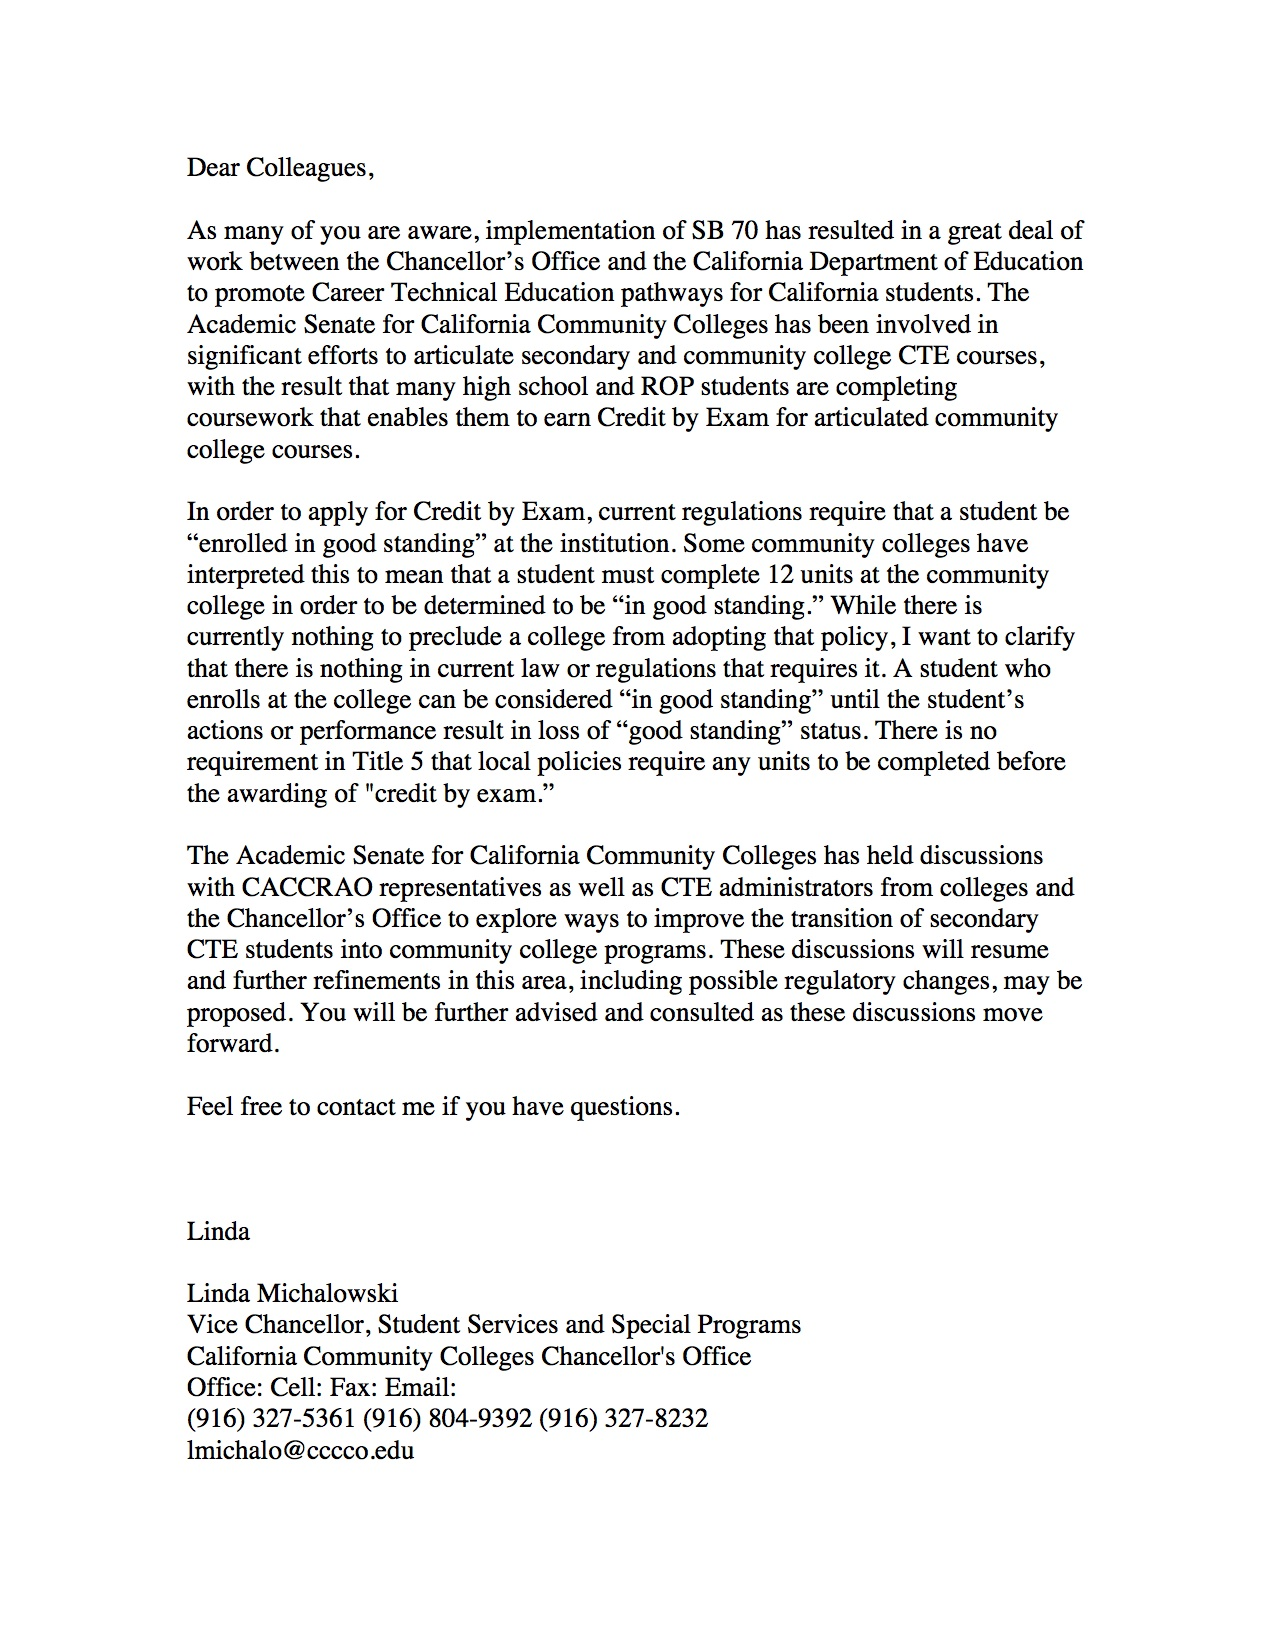 Dear Colleagues,
As many of you are aware, implementation of SB 70 has resulted in a great deal of
work between the Chancellor’s Office and the California Department of Education
to promote Career Technical Education pathways for California students. The
Academic Senate for California Community Colleges has been involved in
significant efforts to articulate secondary and community college CTE courses,
with the result that many high school and ROP students are completing
coursework that enables them to earn Credit by Exam for articulated community
college courses.
In order to apply for Credit by Exam, current regulations require that a student be
“enrolled in good standing” at the institution. Some community colleges have
interpreted this to mean that a student must complete 12 units at the community
college in order to be determined to be “in good standing.” While there is
currently nothing to preclude a college from adopting that policy, I want to clarify
that there is nothing in current law or regulations that requires it. A student who
enrolls at the college can be considered “in good standing” until the student’s
actions or performance result in loss of “good standing” status. There is no
requirement in Title 5 that local policies require any units to be completed before
the awarding of "credit by exam.”
The Academic Senate for California Community Colleges has held discussions
with CACCRAO representatives as well as CTE administrators from colleges and
the Chancellor’s Office to explore ways to improve the transition of secondary
CTE students into community college programs. These discussions will resume
and further refinements in this area, including possible regulatory changes, may be
proposed. You will be further advised and consulted as these discussions move
forward.
Feel free to contact me if you have questions.
Linda
Linda Michalowski
Vice Chancellor, Student Services and Special Programs
California Community Colleges Chancellor's Office
Office: Cell: Fax: Email:
(916) 327-5361 (916) 804-9392 (916) 327-8232
lmichalo@cccco.edu